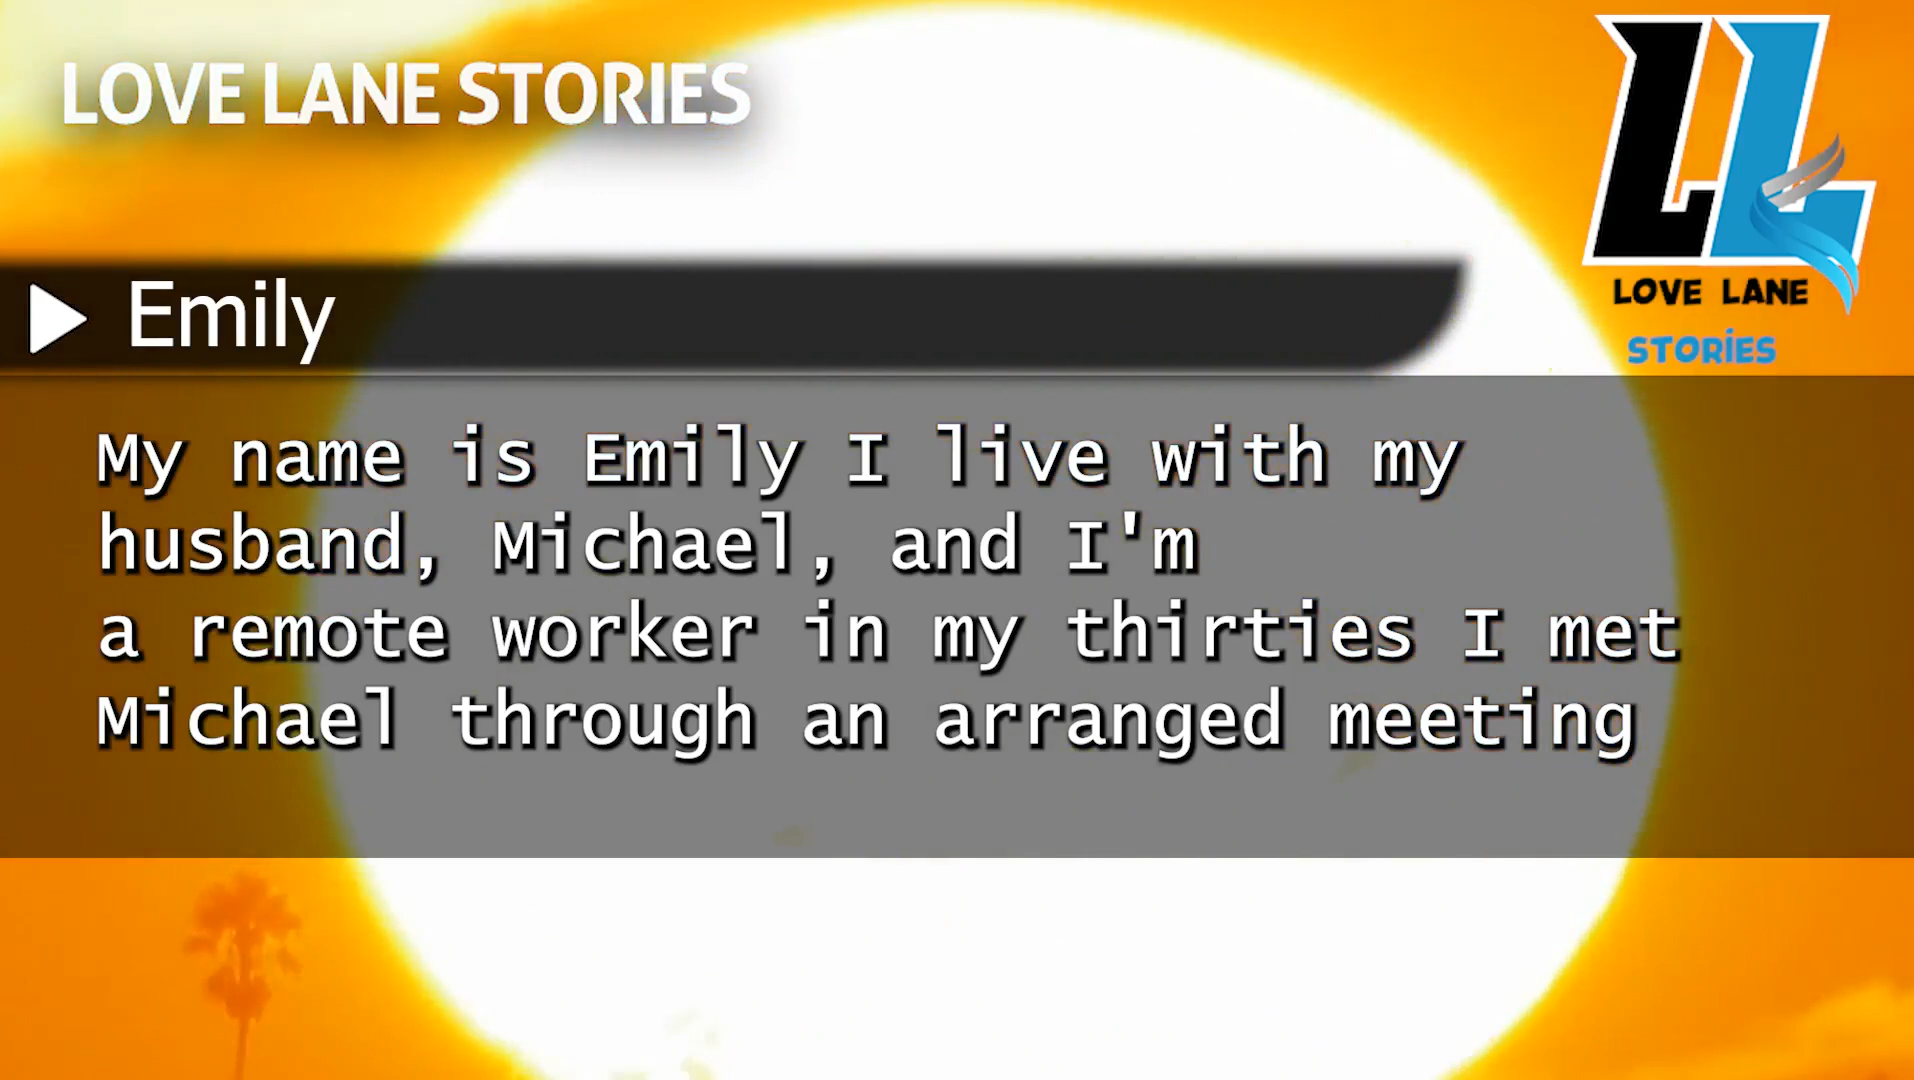 LOVE LANE STORIES
LL
LOVE LANE
STORIES
Emily
My name is Emily I live with my
husband, Michael, and I'm
a remote worker in my thirties I met
Michael through an arranged meeting